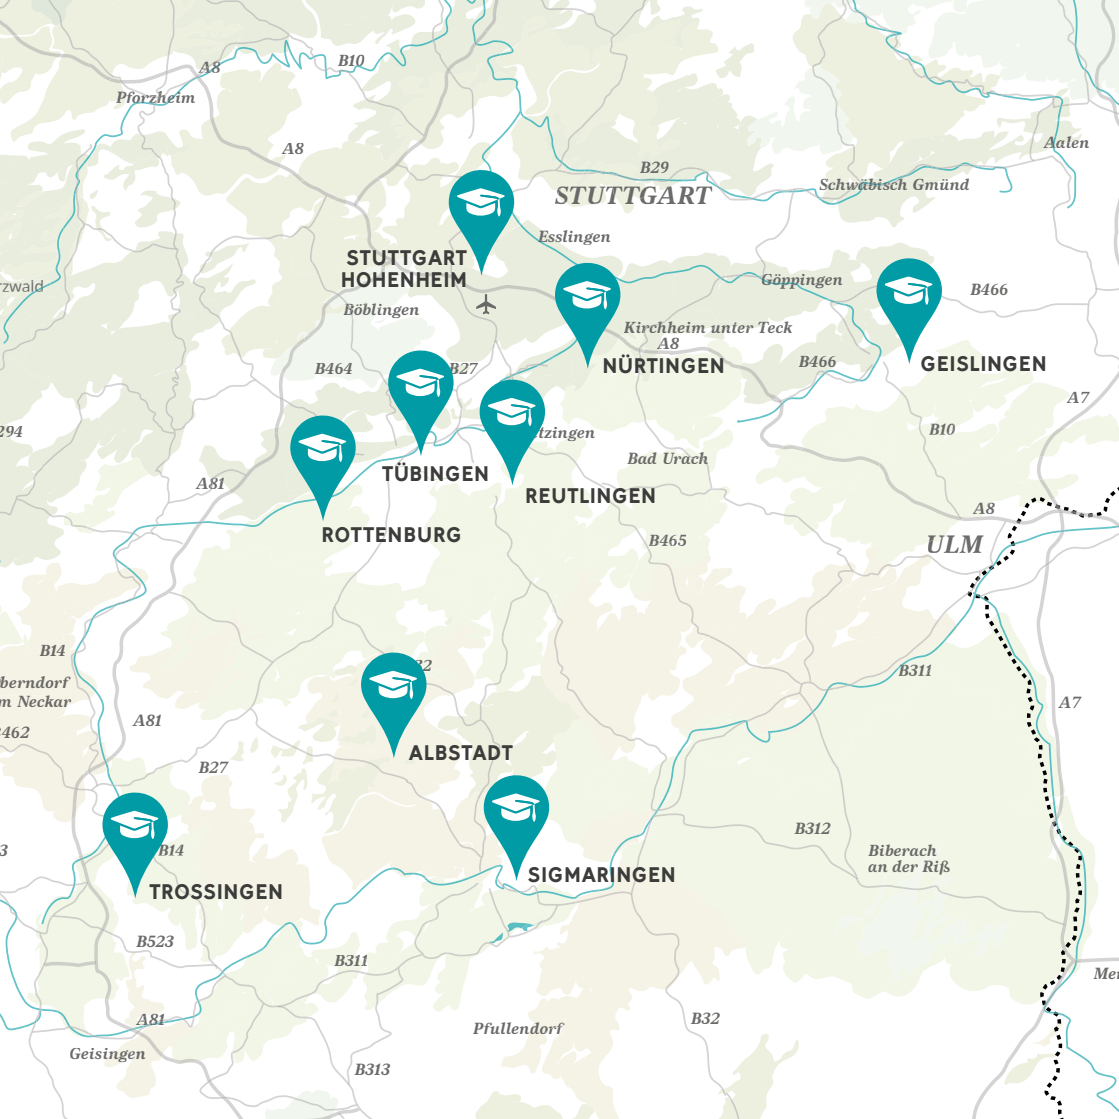 A8
B10
Pforzheim
A8
Aalen
B29
STUTTGART
Schwäbisch Gmünd
Esslingen
STUTTGART
HOHENHEIM
Göppingen
B466
Böblingen
Kirchheim unter Teck
A8
NÜRTINGEN
B466
GEISLINGEN
B464
B27
A7
B10
Bad Urach
TÜBINGEN
A81
REUTLINGEN
A8
ROTTENBURG
B465
ULM
B14
B311
m Neckar
A7
A81
ALBSTADT
B27
B312
B14
Biberach
an der Riß
SIGMARINGEN
TROSSINGEN
B523
B311
A81
Pfullendorf
B32
Geisingen
B313